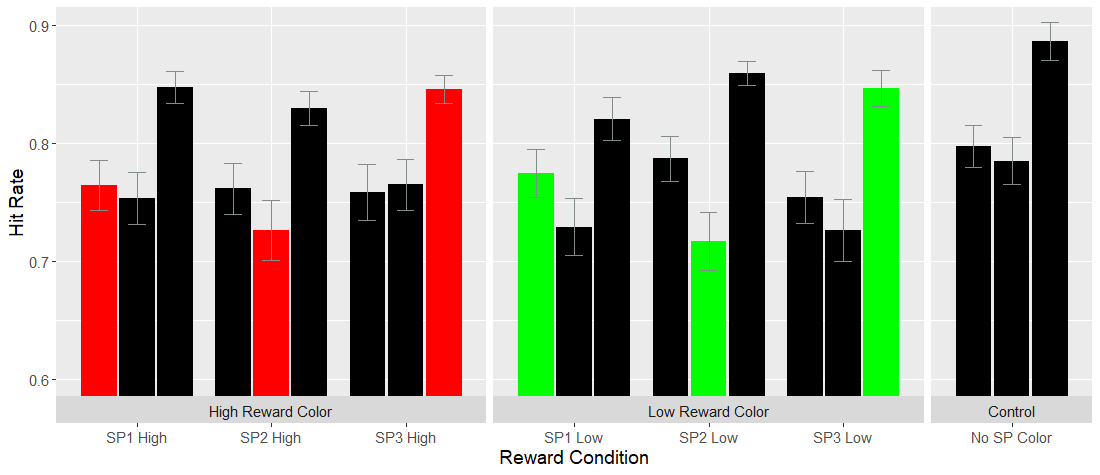 Hit Rate
0.9
0.8
0.7
0.6
High Reward Color
Low Reward Color
Control
SP1 High
SP2 High
SP3 High
SP1 Low
SP2 Low
SP3 Low
No SP Color
Reward Condition